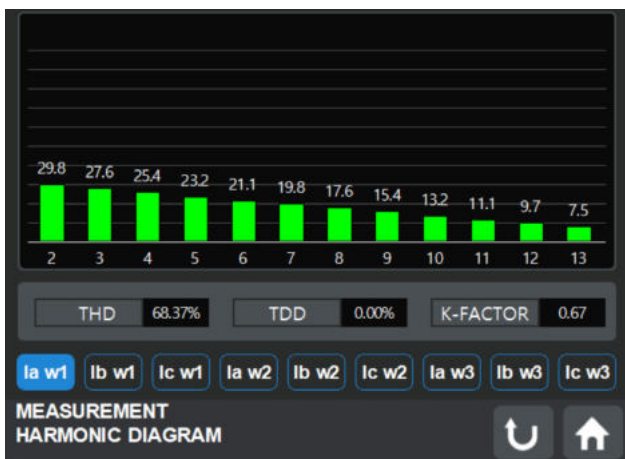 29.8 27.6 25.4 23.2 21.1 19.8 17.6 15.4 13.2 11.1 9.7 7.5
2 3 4 5 6 7 8 9 10 11 12 13
THD 68.37% TDD 0.00% K-FACTOR 0.67
Ia w1 Ib w1 Ic w1 Ia w2 Ib w2 Ic w2 Ia w3 Ib w3 Ic w3
MEASUREMENT
HARMONIC DIAGRAM